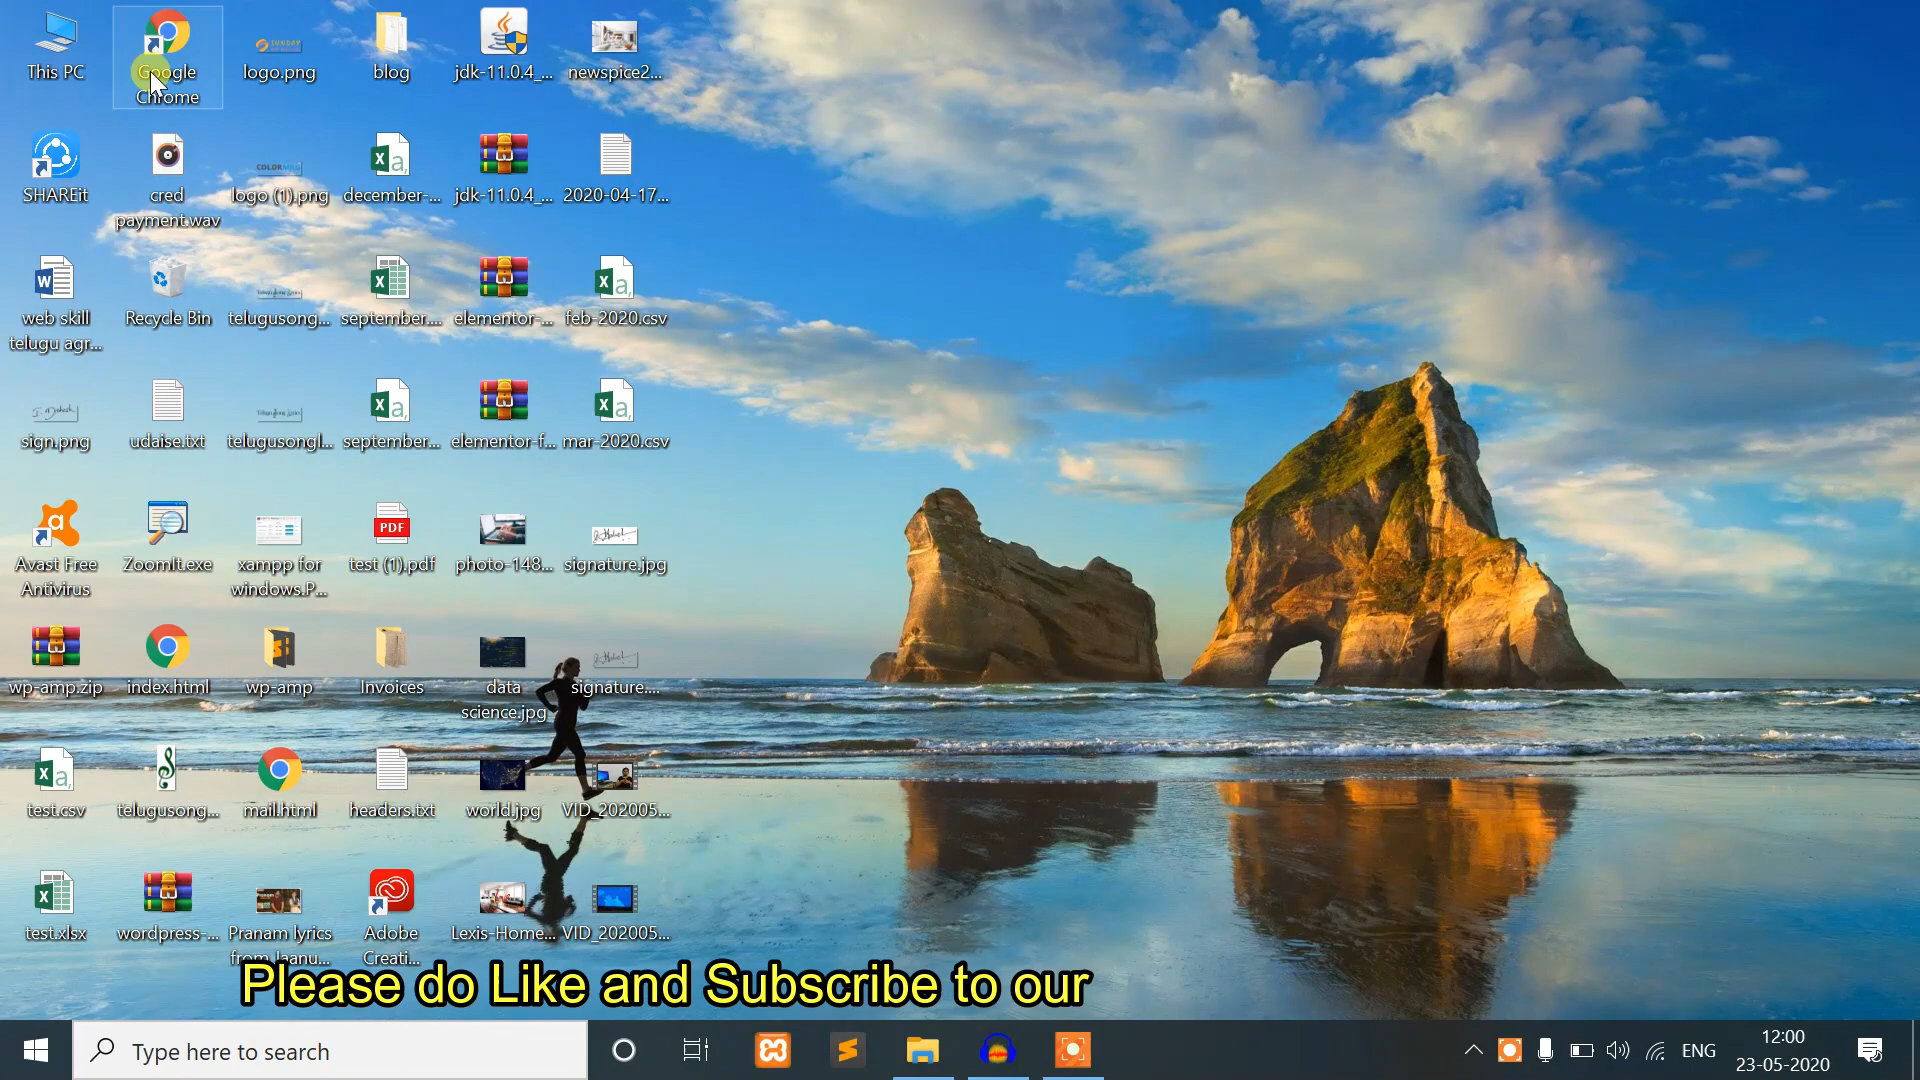 This PC
Google
Chrome
logo.png
blog
jdk-11.0.4_...
newspice2...
SHAREit
cred
payment.wav
logo (1).png
december-...
jdk-11.0.4_...
2020-04-17...
web skill
telugu agr...
Recycle Bin
telugusong...
september....
elementor-...
feb-2020.csv
sign.png
udaise.txt
telugusongl...
september...
elementor-f...
mar-2020.csv
Avast Free
Antivirus
ZoomIt.exe
xampp for
windows.P...
PDF
test (1).pdf
photo-148...
signature.jpg
wp-amp.zip
index.html
wp-amp
Invoices
data
science.jpg
signature....
test.csv
telugusong...
mail.html
headers.txt
world.jpg
VID_202005...
test.xlsx
wordpress-...
Pranam lyrics
from Jaanu...
Adobe
Creati...
Lexis-Home...
VID_202005...
Please do Like and Subscribe to our
Type here to search
ENG
12:00
23-05-2020